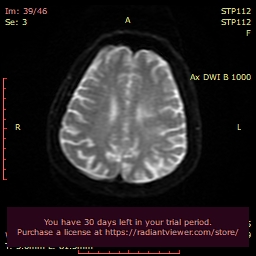 Im: 39/46
Se: 3
A
STP112
STP112
F
Ax DWI B 1000
R
L
You have 30 days left in your trial period.
Purchase a license at https://radiantviewer.com/store/